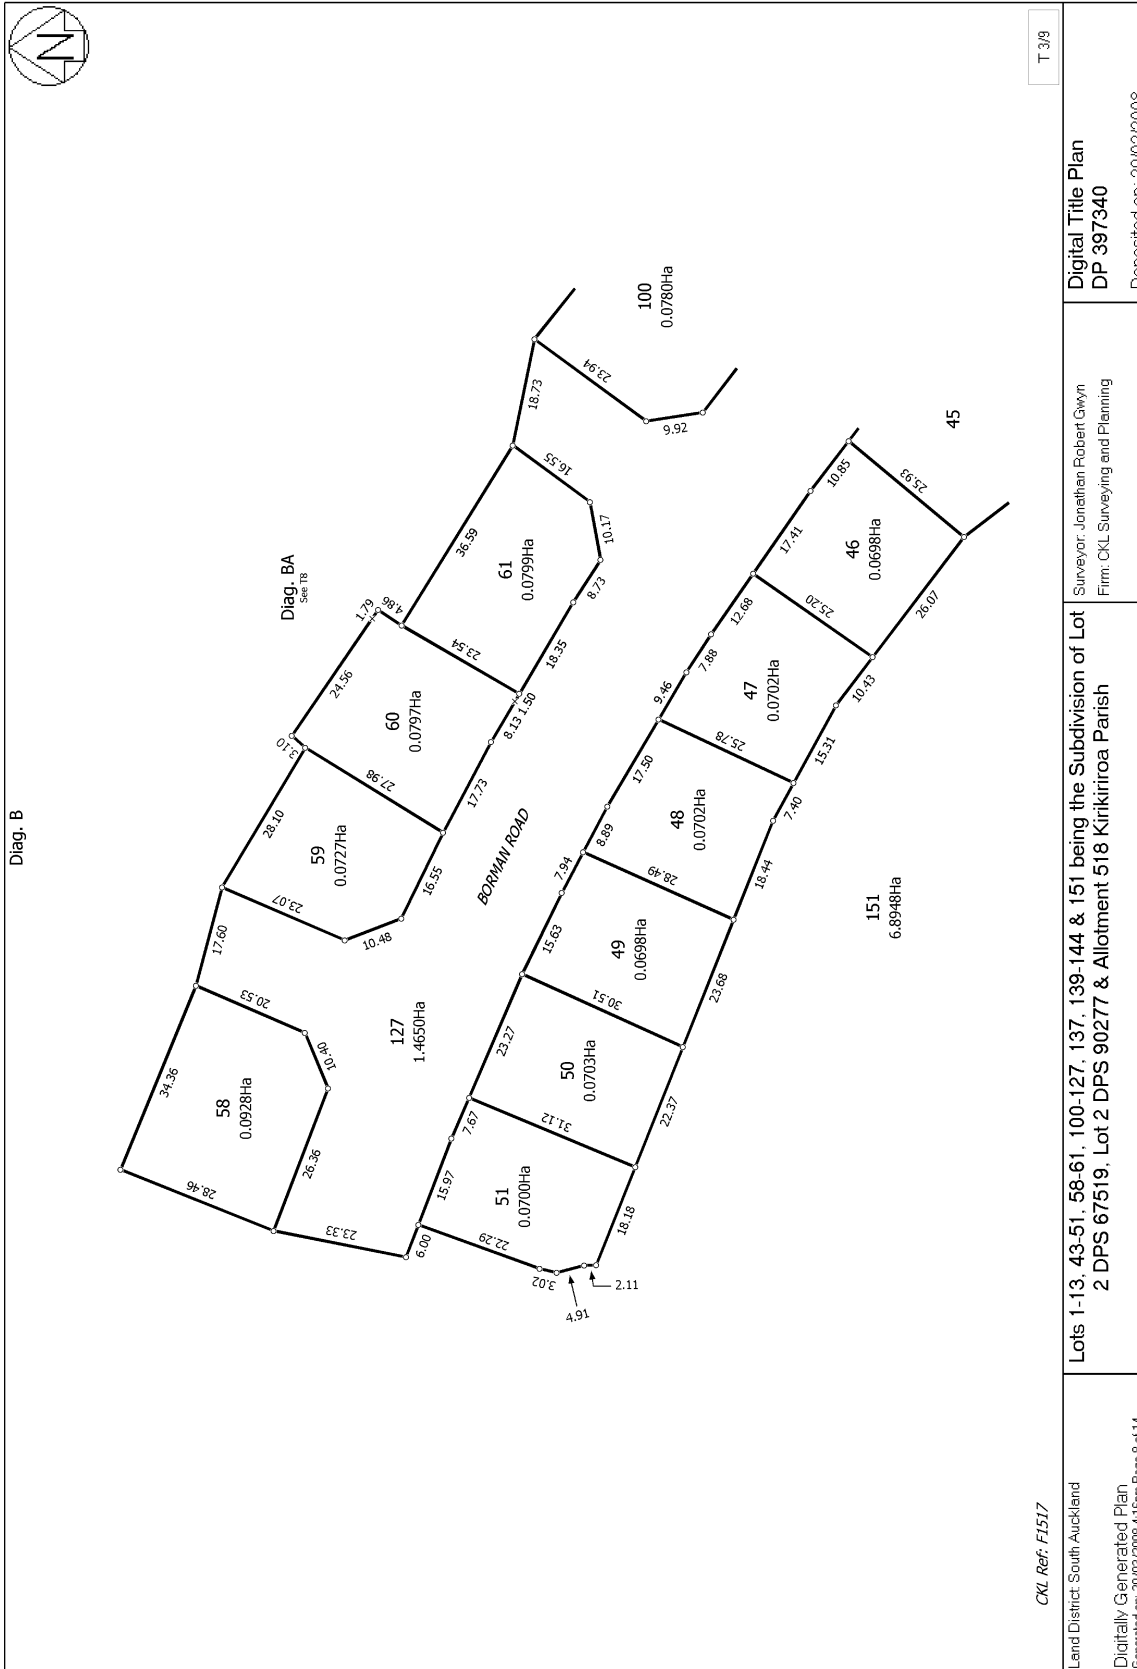 Diag. B
N
T 3/9
Diag. BA
See T8
58
0.0928Ha
34.36
28.46
26.36
10.40
20.53
23.33
17.60
59
0.0727Ha
28.10
23.07
10.48
16.55
27.98
3.10
60
0.0797Ha
24.56
1.79
4.86
23.54
17.73
8.13
1.50
61
0.0799Ha
36.59
16.55
10.17
8.73
18.35
18.73
100
0.0780Ha
23.94
9.92
127
1.4650Ha
BORMAN ROAD
51
0.0700Ha
6.00
15.97
7.67
22.29
3.02
4.91
2.11
18.18
31.12
50
0.0703Ha
23.27
30.51
22.37
49
0.0698Ha
15.63
7.94
28.49
23.68
48
0.0702Ha
8.89
17.50
25.78
18.44
7.40
47
0.0702Ha
9.46
7.88
12.68
25.20
15.31
10.43
46
0.0698Ha
17.41
10.85
25.93
26.07
45
151
6.8948Ha
CKL Ref: F1517
Land District: South Auckland
Digitally Generated Plan
Lots 1-13, 43-51, 58-61, 100-127, 137, 139-144 & 151 being the Subdivision of Lot
2 DPS 67519, Lot 2 DPS 90277 & Allotment 518 Kirikiriroa Parish
Surveyor: Jonathan Robert Gwyn
Firm: CKL Surveying and Planning
Digital Title Plan
DP 397340